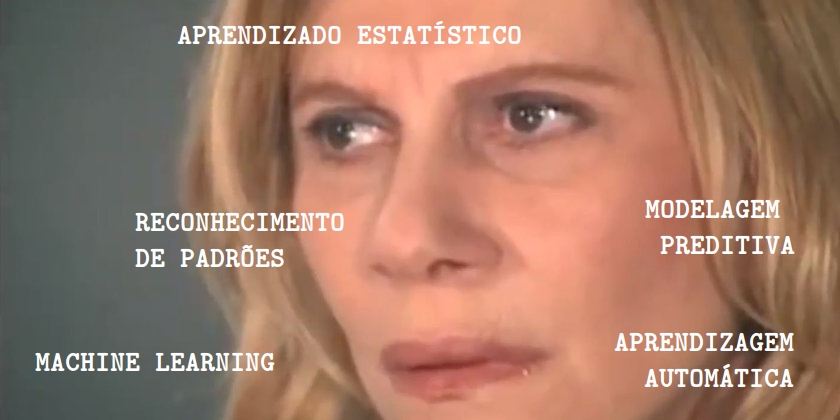 APRENDIZADO ESTATÍSTICO
RECONHECIMENTO
DE PADRÕES
MODELAGEM
PREDITIVA
MACHINE LEARNING
APRENDIZAGEM
AUTOMÁTICA